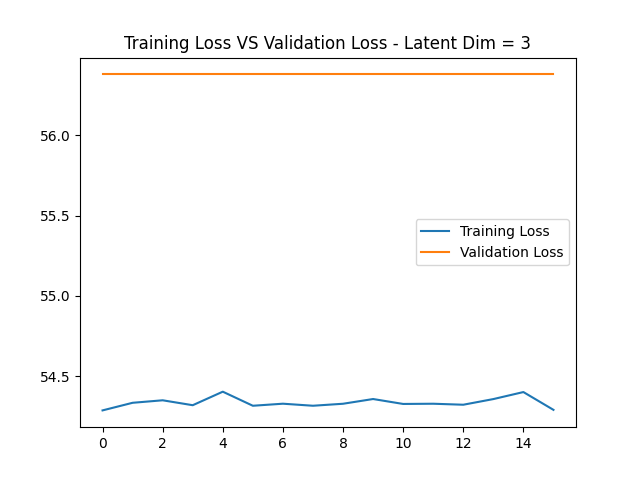 Training Loss VS Validation Loss - Latent Dim = 3
56.0
55.5
55.0
54.5
Training Loss
Validation Loss
0 2 4 6 8 10 12 14